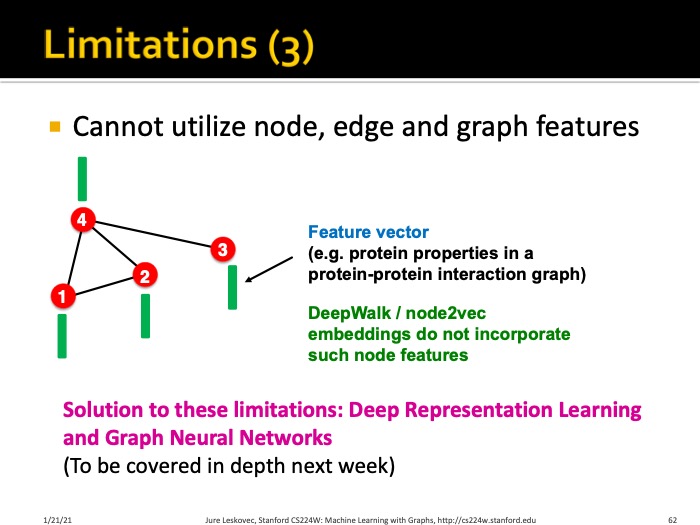 Limitations (3)
Cannot utilize node, edge and graph features
4
3
2
1
Feature vector
(e.g. protein properties in a
protein-protein interaction graph)
DeepWalk / node2vec
embeddings do not incorporate
such node features
Solution to these limitations: Deep Representation Learning
and Graph Neural Networks
(To be covered in depth next week)
1/21/21
Jure Leskovec, Stanford CS224W: Machine Learning with Graphs, http://cs224w.stanford.edu
62